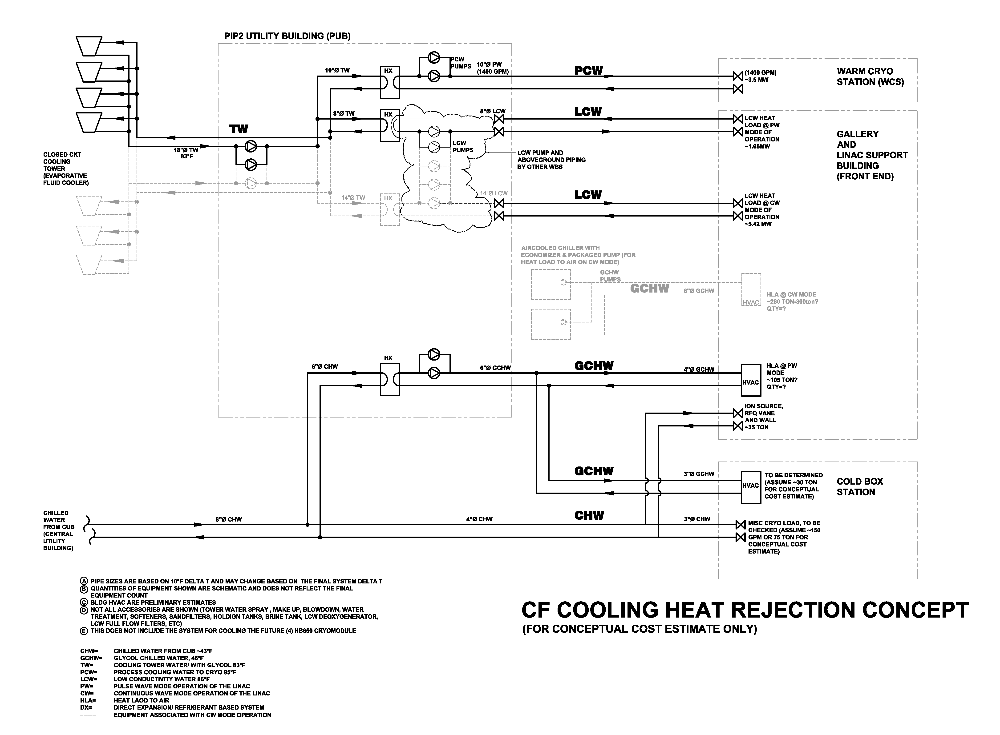 PIP2 UTILITY BUILDING (PUB)
PCW
PUMPS
10"Ø PW
(1400 GPM)
10"Ø TW
HX
PCW
(1400 GPM)
~3.5 MW
WARM CRYO
STATION (WCS)
8"Ø TW
HX
8"Ø LCW
LCW
LCW HEAT
LOAD @ PW
MODE OF
OPERATION
~1.65MW
GALLERY
AND
LINAC SUPPORT
BUILDING
(FRONT END)
TW
18"Ø TW
83°F
LCW
PUMPS
LCW PUMP AND
ABOVEGROUND PIPING
BY OTHER WBS
CLOSED CKT
COOLING
TOWER
(EVAPORATIVE
FLUID COOLER)
14"Ø TW
HX
14"Ø LCW
LCW
LCW HEAT
LOAD @ CW
MODE OF
OPERATION
~5.42 MW
AIRCOOLED CHILLER WITH
ECONOMIZER & PACKAGED PUMP (FOR
HEAT LOAD TO AIR ON CW MODE)
GCHW
PUMPS
GCHW
6"Ø GCHW
HVAC
HLA @ CW MODE
~280 TON-300ton?
QTY=?
6"Ø CHW
HX
6"Ø GCHW
GCHW
4"Ø GCHW
HVAC
HLA @ PW
MODE
~105 TON?
QTY=?
ION SOURCE,
RFQ VANE
AND WALL
~35 TON
GCHW
3"Ø GCHW
HVAC
TO BE DETERMINED
(ASSUME ~30 TON
FOR CONCEPTUAL
COST ESTIMATE)
COLD BOX
STATION
CHILLED
WATER
FROM CUB
(CENTRAL
UTILITY
BUILDING)
8"Ø CHW
4"Ø CHW
CHW
3"Ø CHW
MISC CRYO LOAD, TO BE
CHECKED (ASSUME ~150
GPM OR 75 TON FOR
CONCEPTUAL COST
ESTIMATE)
A PIPE SIZES ARE BASED ON 10°F DELTA T AND MAY CHANGE BASED ON THE FINAL SYSTEM DELTA T
B QUANTITIES OF EQUIPMENT SHOWN ARE SCHEMATIC AND DOES NOT REFLECT THE FINAL
EQUIPMENT COUNT
C BLDG HVAC ARE PRELIMINARY ESTIMATES
D NOT ALL ACCESSORIES ARE SHOWN (TOWER WATER SPRAY , MAKE UP, BLOWDOWN, WATER
TREATMENT, SOFTENERS, SANDFILTERS, HOLDIGN TANKS, BRINE TANK, LCW DEOXYGENERATOR,
LCW FULL FLOW FILTERS, ETC)
E THIS DOES NOT INCLUDE THE SYSTEM FOR COOLING THE FUTURE (4) HB650 CRYOMODULE
CF COOLING HEAT REJECTION CONCEPT
(FOR CONCEPTUAL COST ESTIMATE ONLY)
CHW= CHILLED WATER FROM CUB ~43°F
GCHW= GLYCOL CHILLED WATER, 46°F
TW= COOLING TOWER WATER/ WITH GLYCOL 83°F
PCW= PROCESS COOLING WATER TO CRYO 95°F
LCW= LOW CONDUCTIVITY WATER 86°F
PW= PULSE WAVE MODE OPERATION OF THE LINAC
CW= CONTINUOUS WAVE MODE OPERATION OF THE LINAC
HLA= HEAT LAOD TO AIR
DX= DIRECT EXPANSION/ REFRIGERANT BASED SYSTEM
EQUIPMENT ASSOCIATED WITH CW MODE OPERATION